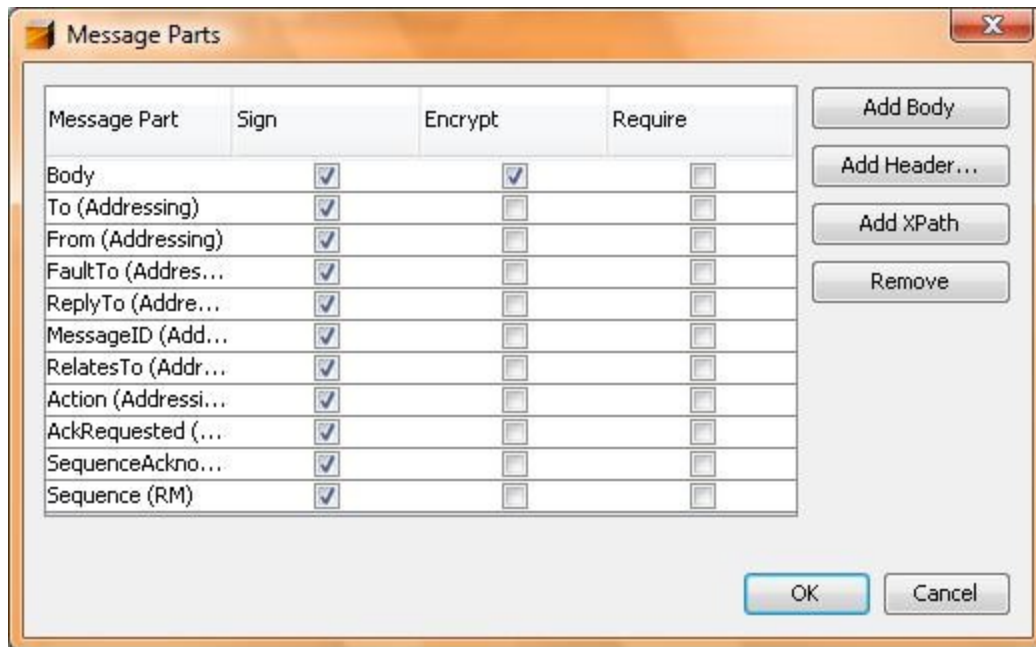 Message Parts
Message Part Sign Encrypt Require
Body
To (Addressing)
From (Addressing)
FaultTo (Addres...
ReplyTo (Addre...
MessageID (Add...
RelatesTo (Addr...
Action (Addressi...
AckRequested (...
SequenceAckno...
Sequence (RM)
Add Body
Add Header...
Add XPath
Remove
OK Cancel